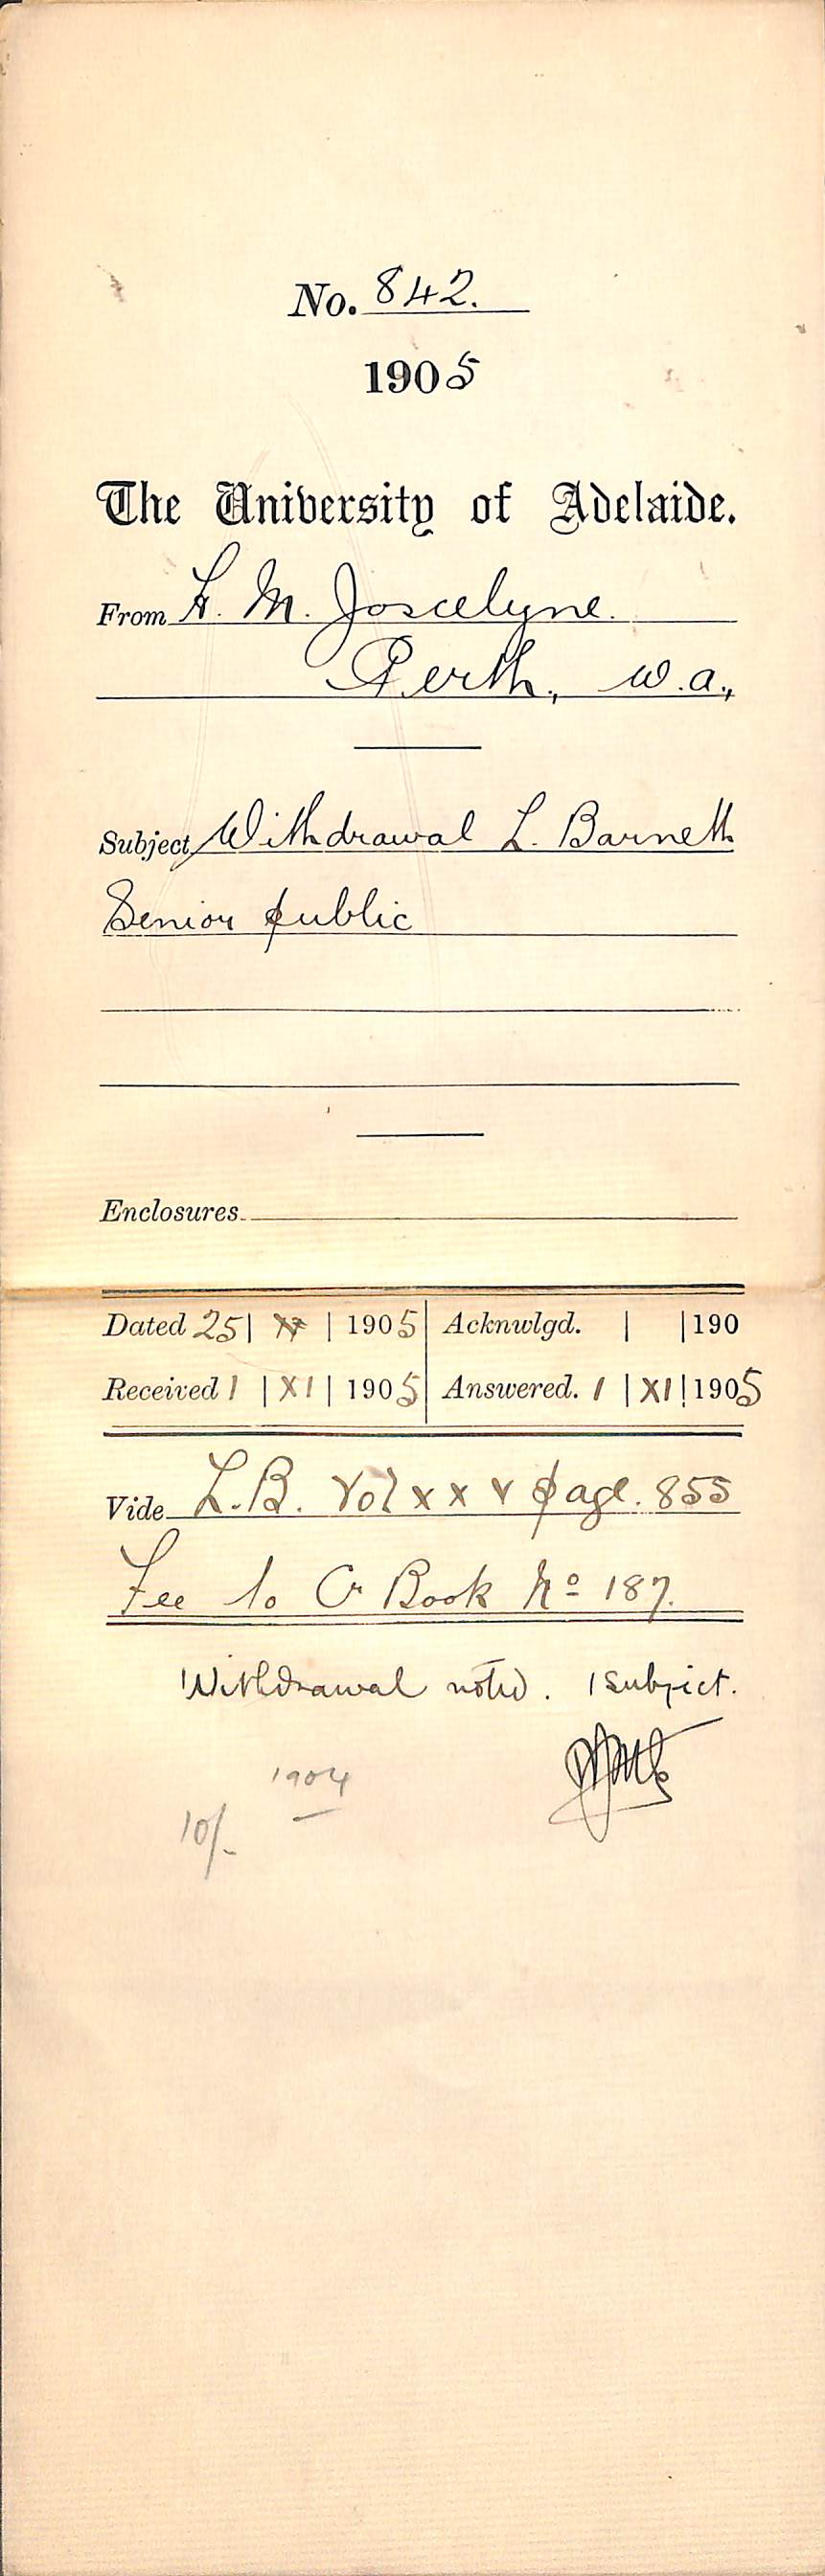 No. 842.
1905
The University of Adelaide.
From H. M. Joscelyne.
Perth, W.A.,
Subject Withdrawal L. Barnett
Senior public
Enclosures
Dated 25 | | 1905 | Acknwlgd. | | 190
Received 1 | XI | 1905 | Answered. 1 | XI | 1905
Vide L.B. Vol xxv page. 855
Fee to Cr Book No 187.
Withdrawal noted. 1 subject.
1904
10/-